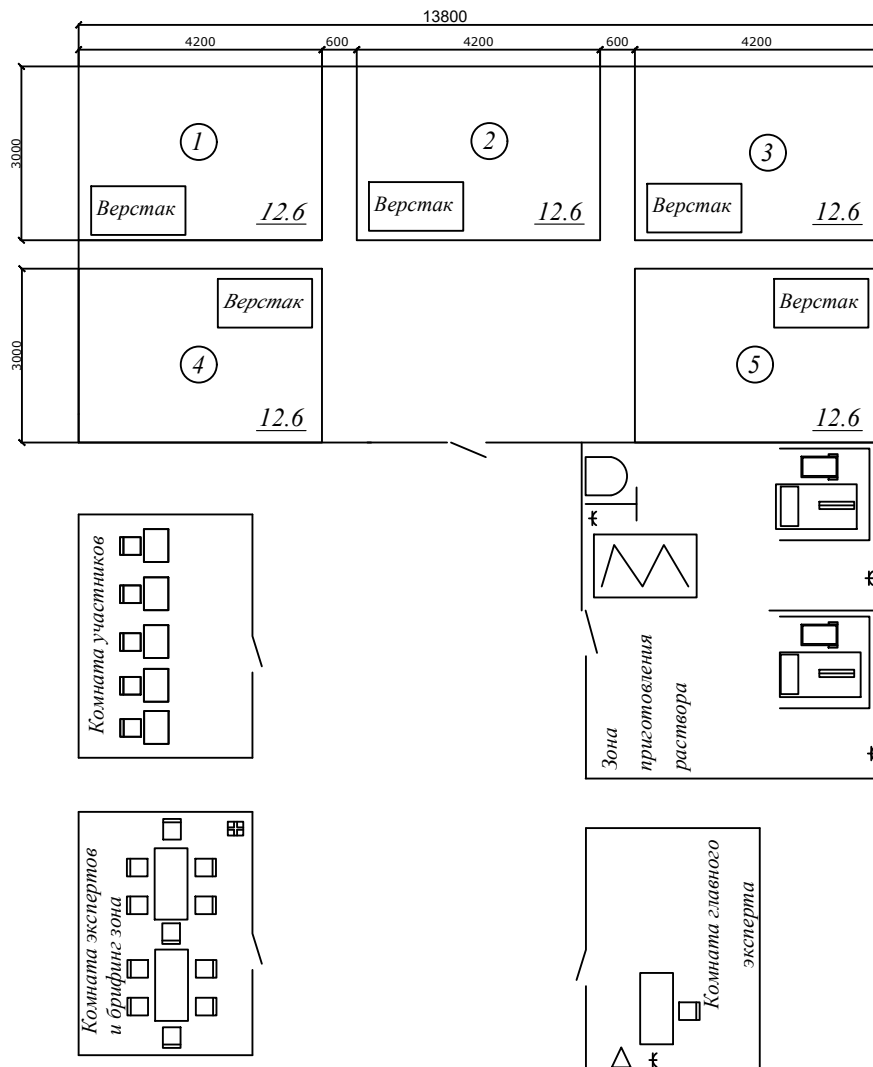 13800
4200
600
4200
600
4200
3000
1
2
3
Верстак
12.6
Верстак
12.6
Верстак
12.6
3000
Верстак
Верстак
4
5
12.6
12.6
Комната участников
Зона
приготовления
раствора
Комната экспертов
и брифинг зона
Комната главного
эксперта